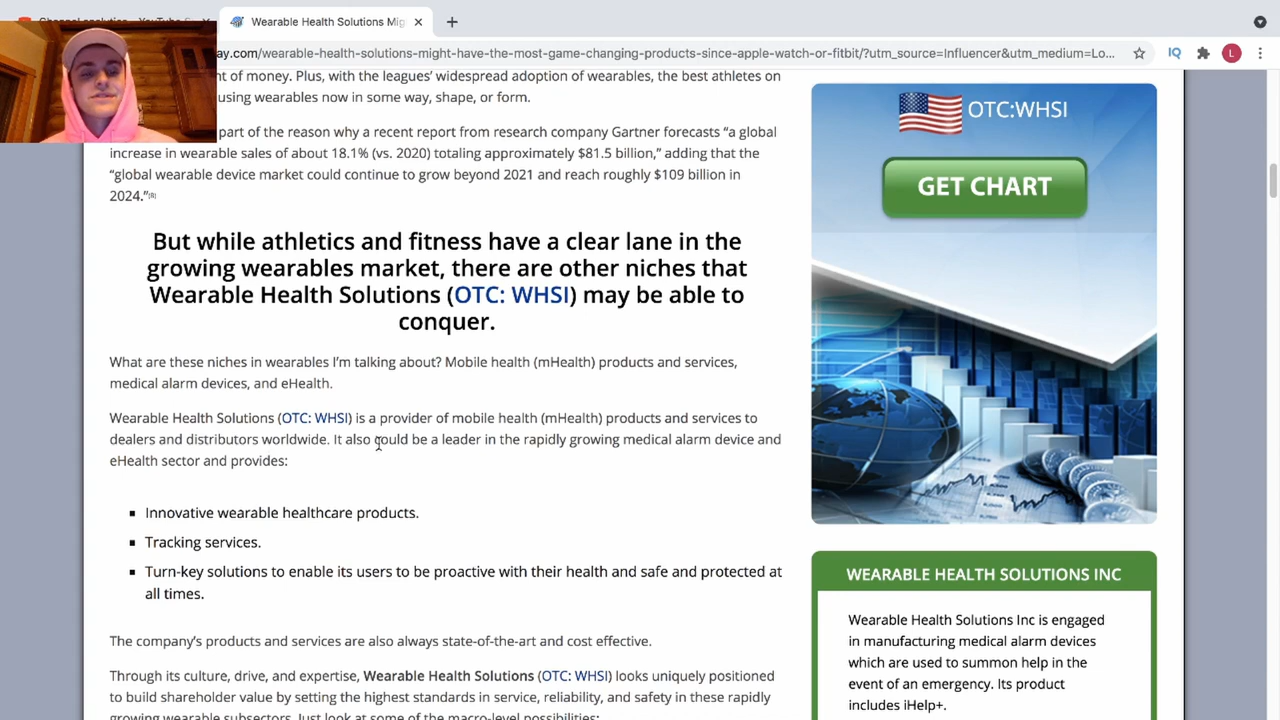 Wearable Health Solutions Mig
ay.com/wearable-health-solutions-might-have-the-most-game-changing-products-since-apple-watch-or-fitbit/?utm_source=Influencer&utm_medium=Lo...
IQ
L
nt of money. Plus, with the leagues' widespread adoption of wearables, the best athletes on
using wearables now in some way, shape, or form.
part of the reason why a recent report from research company Gartner forecasts "a global
increase in wearable sales of about 18.1% (vs. 2020) totaling approximately $81.5 billion," adding that the
"global wearable device market could continue to grow beyond 2021 and reach roughly $109 billion in
2024."
But while athletics and fitness have a clear lane in the
growing wearables market, there are other niches that
Wearable Health Solutions (OTC: WHSI) may be able to
conquer.
What are these niches in wearables I'm talking about? Mobile health (mHealth) products and services,
medical alarm devices, and eHealth.
Wearable Health Solutions (OTC: WHSI) is a provider of mobile health (mHealth) products and services to
dealers and distributors worldwide. It also could be a leader in the rapidly growing medical alarm device and
eHealth sector and provides:
Innovative wearable healthcare products.
Tracking services.
Turn-key solutions to enable its users to be proactive with their health and safe and protected at
all times.
The company's products and services are also always state-of-the-art and cost effective.
Through its culture, drive, and expertise, Wearable Health Solutions (OTC: WHSI) looks uniquely positioned
to build shareholder value by setting the highest standards in service, reliability, and safety in these rapidly
growing wearable subsectors. Just look at some of the macro-level possibilities:
OTC:WHSI
GET CHART
WEARABLE HEALTH SOLUTIONS INC
Wearable Health Solutions Inc is engaged
in manufacturing medical alarm devices
which are used to summon help in the
event of an emergency. Its product
includes iHelp+.